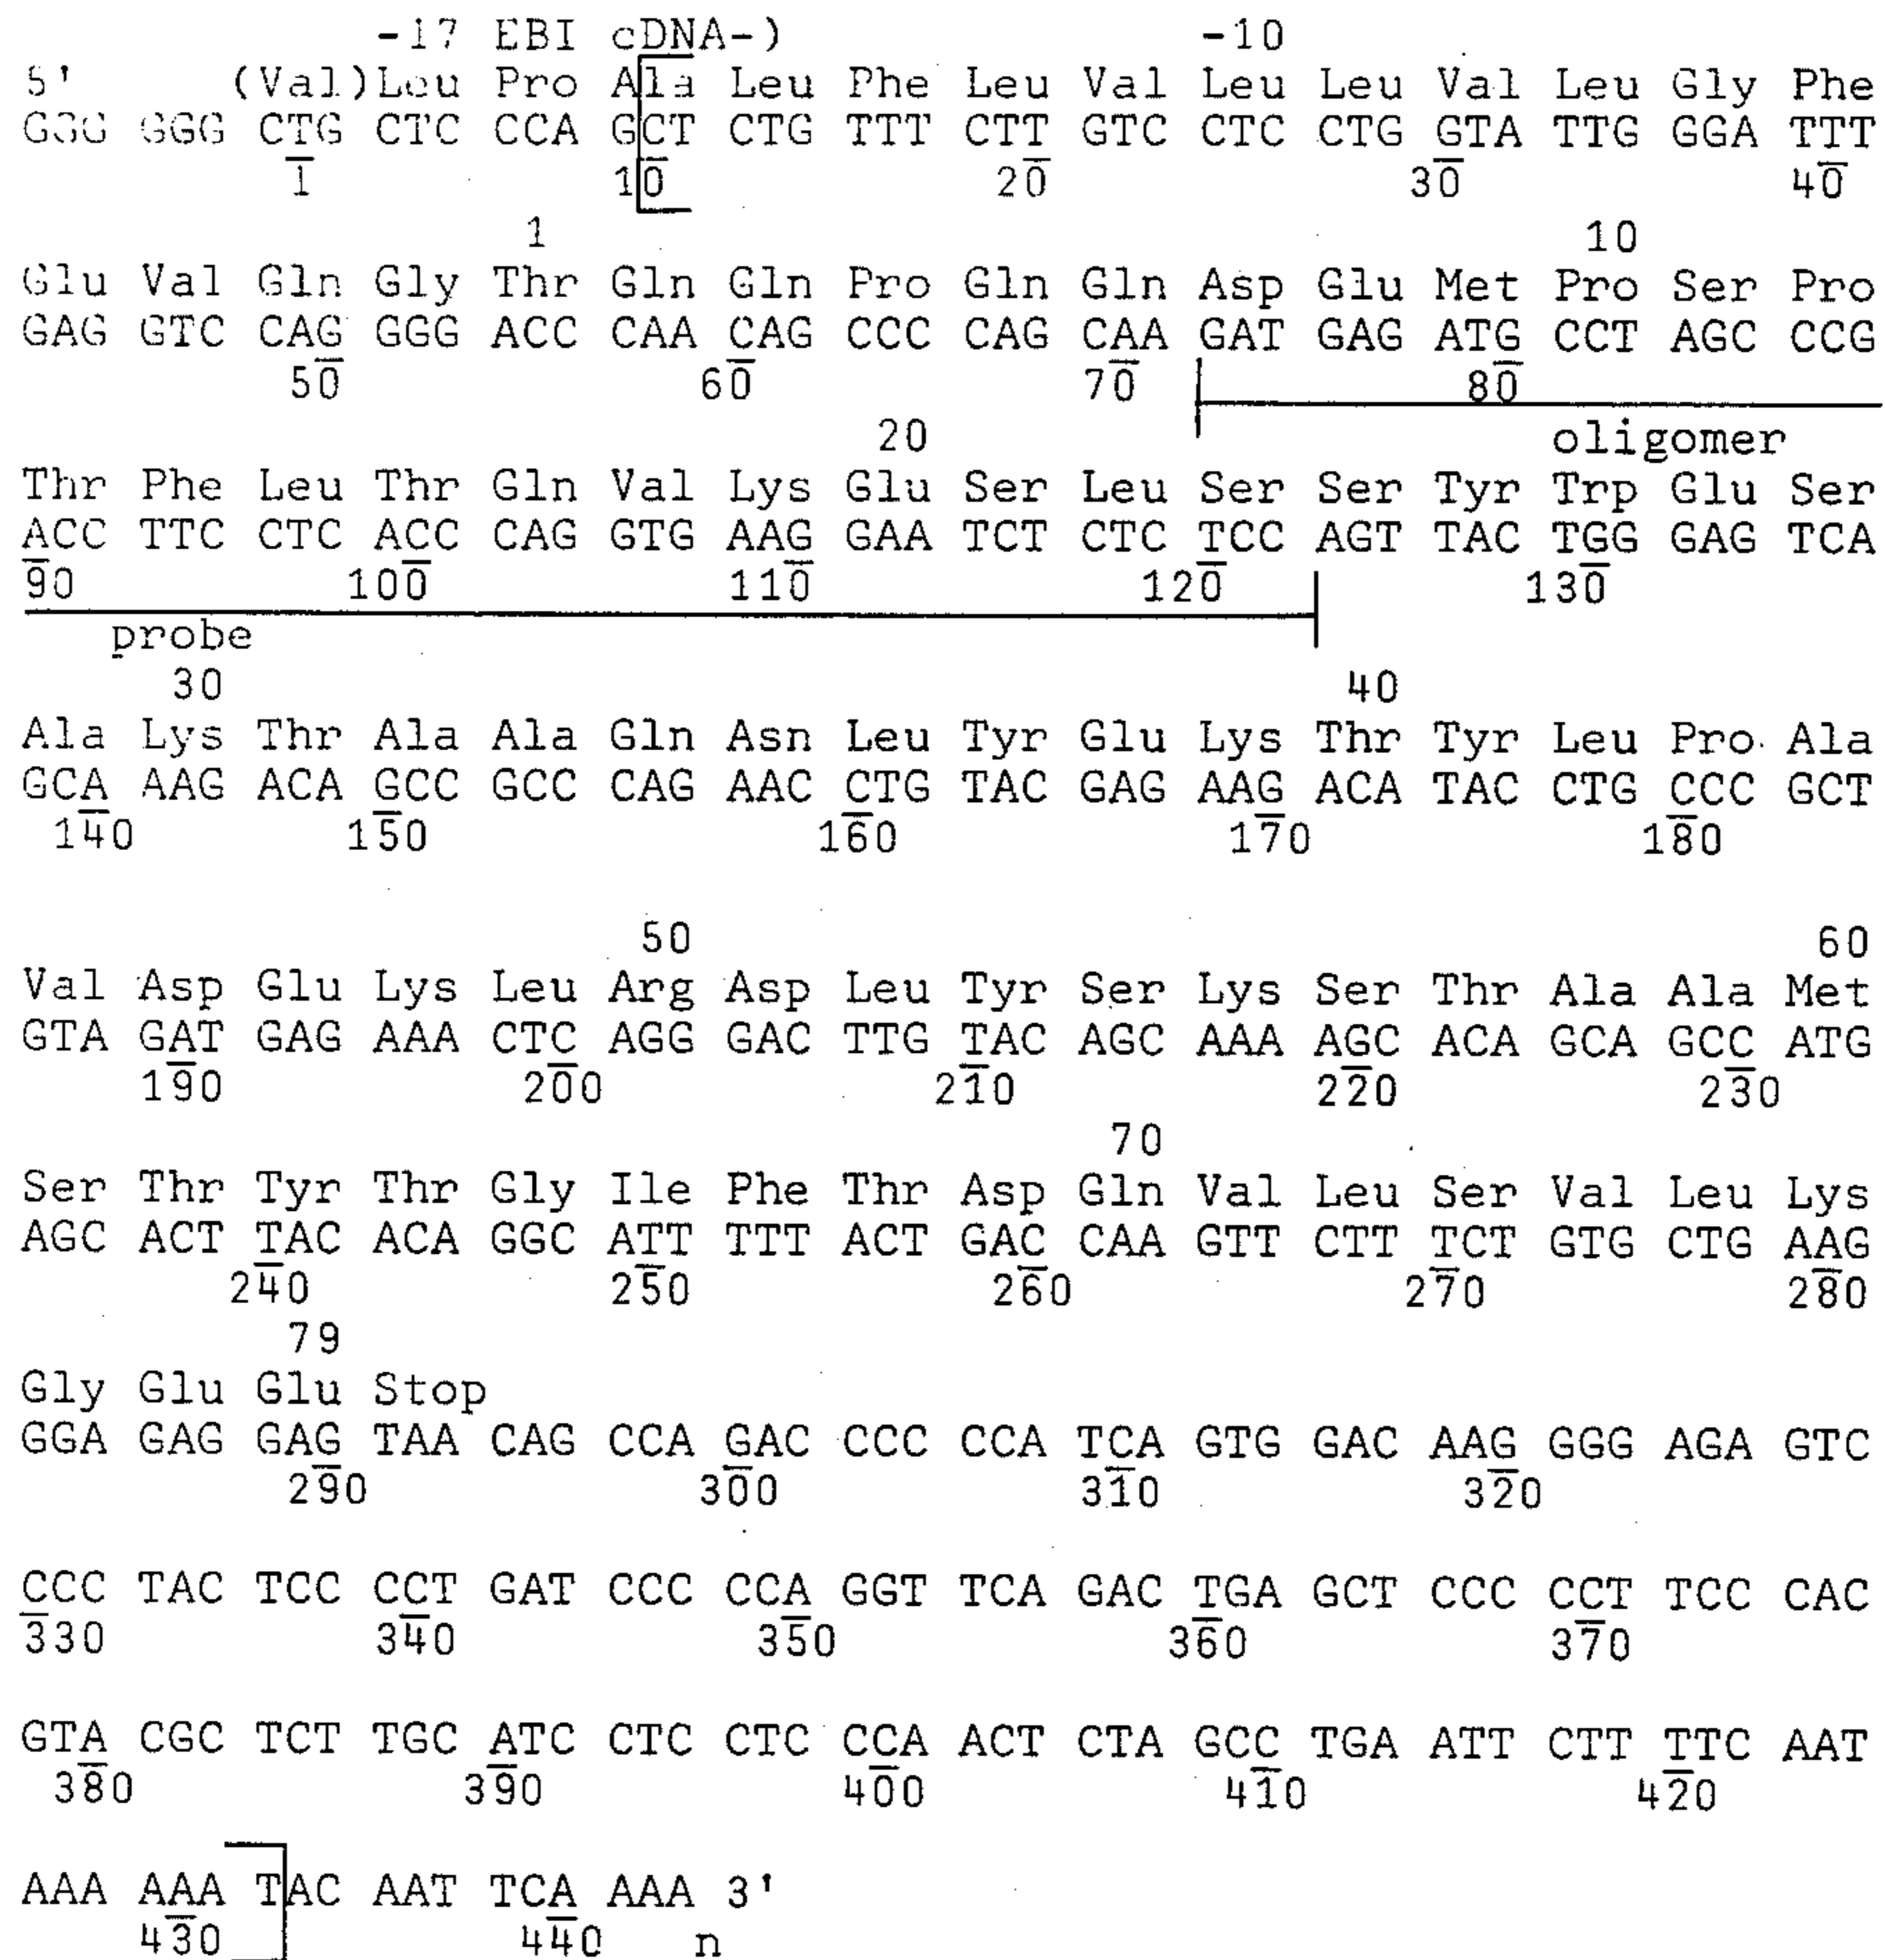 -17 EBI cDNA-) -10
5' (Val)Leu Pro Ala Leu Phe Leu Val Leu Leu Val Leu Gly Phe
GGG GGG CTG CTC CCA GCT CTG TTT CTT GTC CTC CTG GTA TTG GGA TTT
1 10 20 30 40
1 10
Glu Val Gln Gly Thr Gln Gln Pro Gln Gln Asp Glu Met Pro Ser Pro
GAG GTC CAG GGG ACC CAA CAG CCC CAG CAA GAT GAG ATG CCT AGC CCG
50 60 70 80
20 oligomer
Thr Phe Leu Thr Gln Val Lys Glu Ser Leu Ser Ser Tyr Trp Glu Ser
ACC TTC CTC ACC CAG GTG AAG GAA TCT CTC TCC AGT TAC TGG GAG TCA
90 100 110 120 130
probe
30 40
Ala Lys Thr Ala Ala Gln Asn Leu Tyr Glu Lys Thr Tyr Leu Pro Ala
GCA AAG ACA GCC GCC CAG AAC CTG TAC GAG AAG ACA TAC CTG CCC GCT
140 150 160 170 180
50 60
Val Asp Glu Lys Leu Arg Asp Leu Tyr Ser Lys Ser Thr Ala Ala Met
GTA GAT GAG AAA CTC AGG GAC TTG TAC AGC AAA AGC ACA GCA GCC ATG
190 200 210 220 230
70
Ser Thr Tyr Thr Gly Ile Phe Thr Asp Gln Val Leu Ser Val Leu Lys
AGC ACT TAC ACA GGC ATT TTT ACT GAC CAA GTT CTT TCT GTG CTG AAG
240 250 260 270 280
79
Gly Glu Glu Stop
GGA GAG GAG TAA CAG CCA GAC CCC CCA TCA GTG GAC AAG GGG AGA GTC
290 300 310 320
CCC TAC TCC CCT GAT CCC CCA GGT TCA GAC TGA GCT CCC CCT TCC CAC
330 340 350 360 370
GTA CGC TCT TGC ATC CTC CTC CCA ACT CTA GCC TGA ATT CTT TTC AAT
380 390 400 410 420
AAA AAA TAC AAT TCA AAA 3'
430 440 n